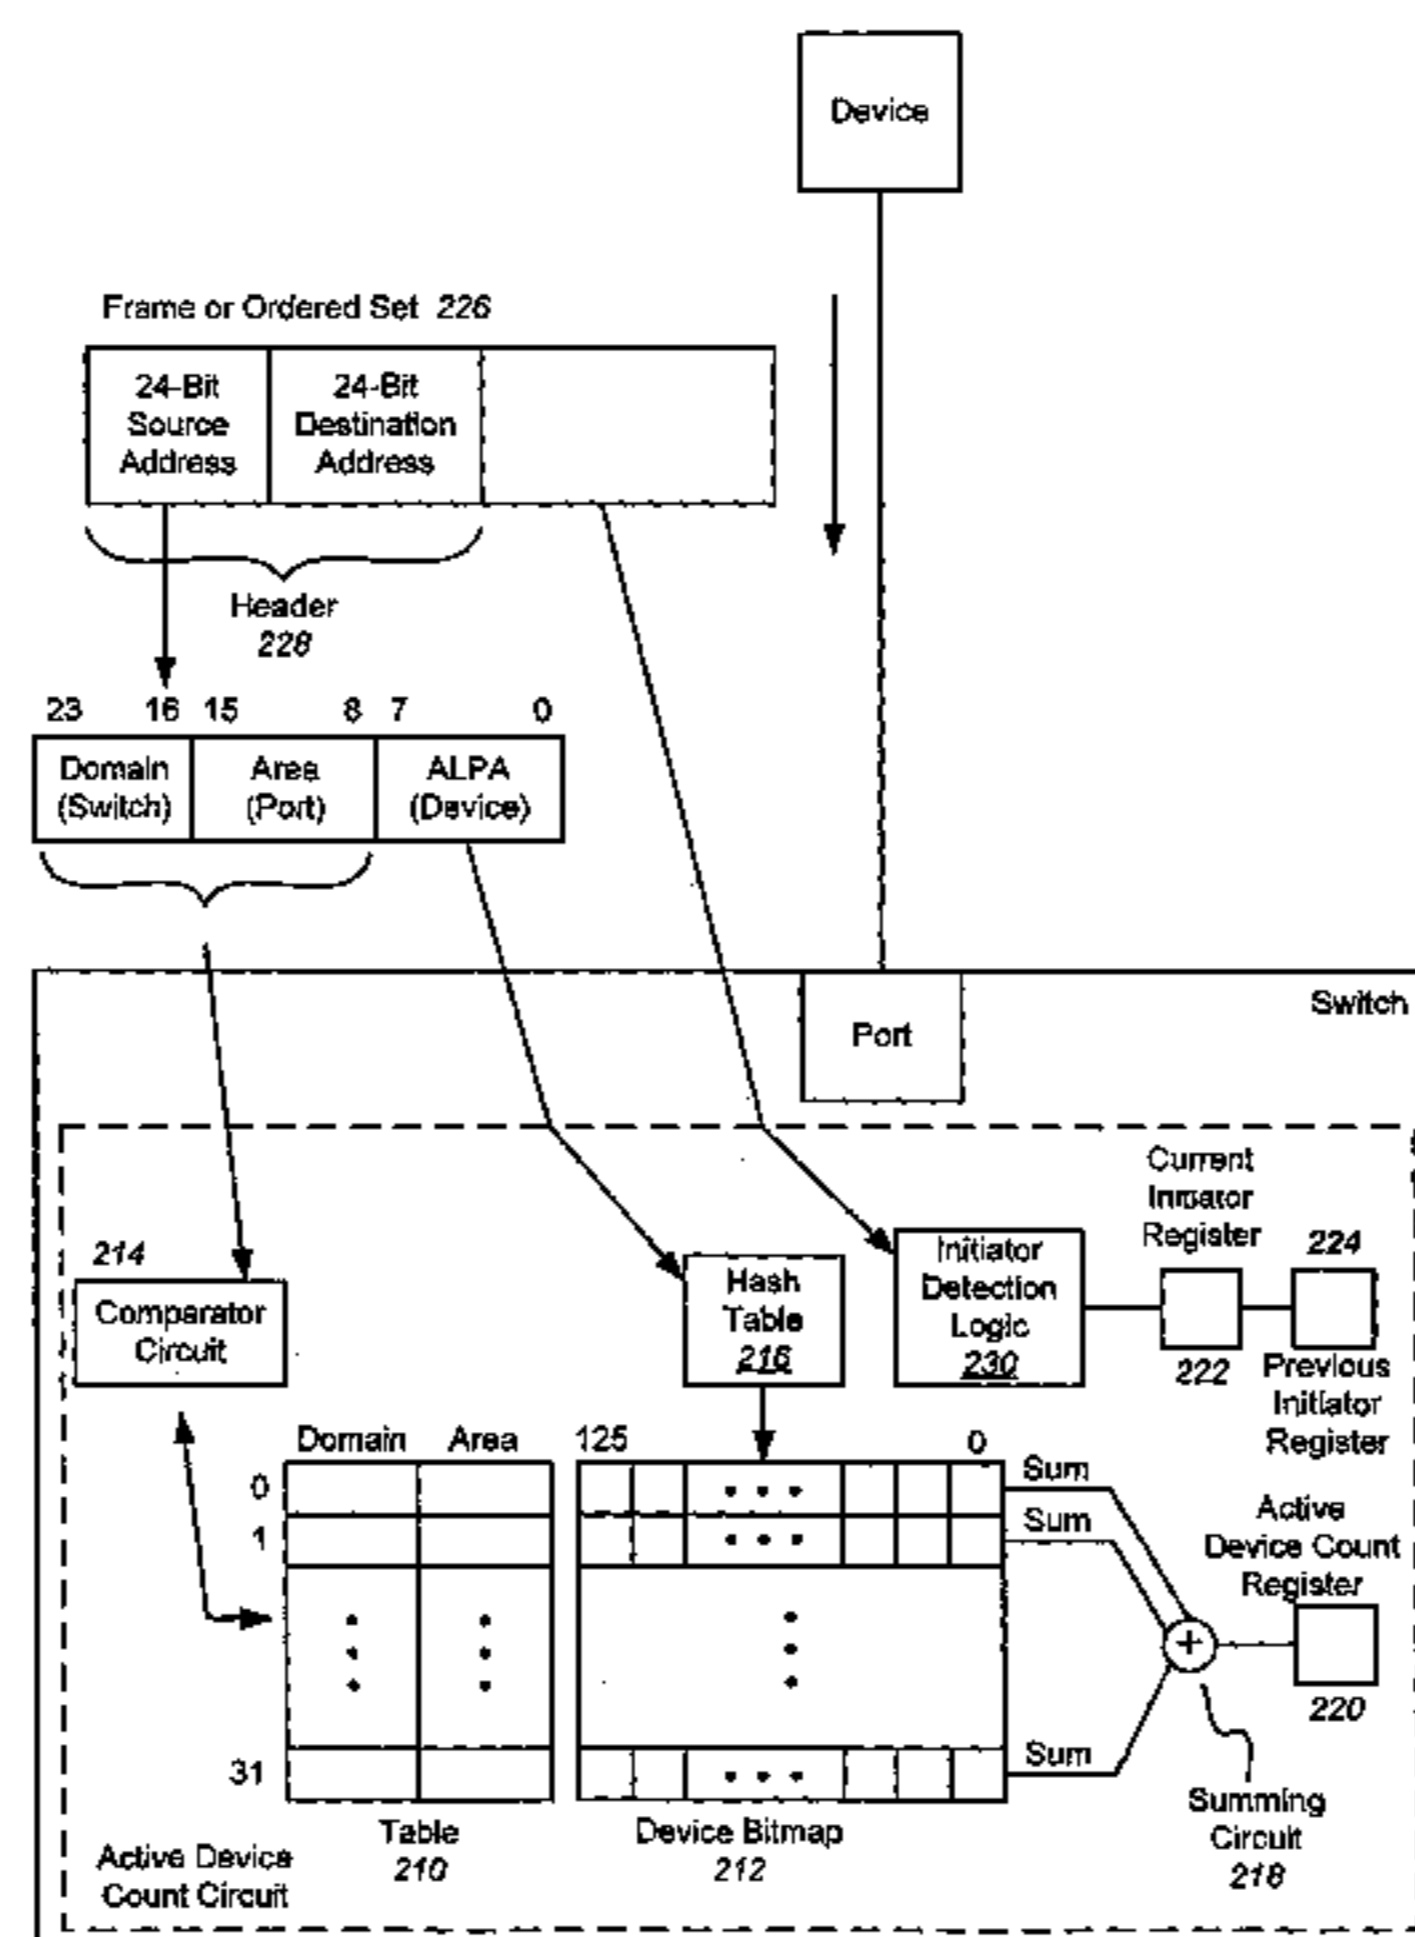 Device
Frame or Ordered Set 226
24-Bit
Source
Address
24-Bit
Destination
Address
Header
228
23 16 15 8 7 0
Domain
(Switch)
Area
(Port)
ALPA
(Device)
Switch
Port
Current
Initiator
Register
214
Comparator
Circuit
Hash
Table
216
Initiator
Detection
Logic
230
222
224
Previous
Initiator
Register
Domain Area
125 0
0
1
31
Sum
Sum
Sum
Active
Device Count
Register
+
220
Summing
Circuit
218
Table
210
Device Bitmap
212
Active Device
Count Circuit